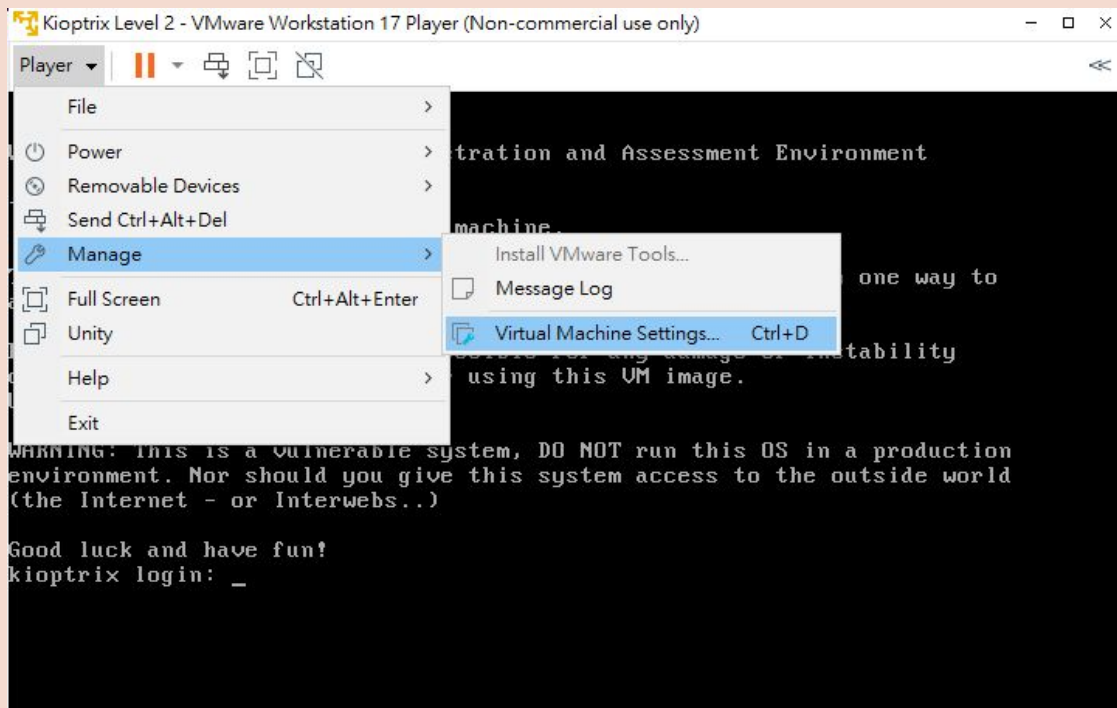 Kioptrix Level 2 - VMware Workstation 17 Player (Non-commercial use only)
Player
File
Power
Removable Devices
Send Ctrl+Alt+Del
Manage
Full Screen Ctrl+Alt+Enter
Unity
Help
Exit
Install VMware Tools...
Message Log
Virtual Machine Settings... Ctrl+D
tration and Assessment Environment
machine.
one way to
tability
using this VM image.
WARNING: This is a vulnerable system, DO NOT run this OS in a production
environment. Nor should you give this system access to the outside world
(the Internet - or Interwebs..)
Good luck and have fun!
kioptrix login: _